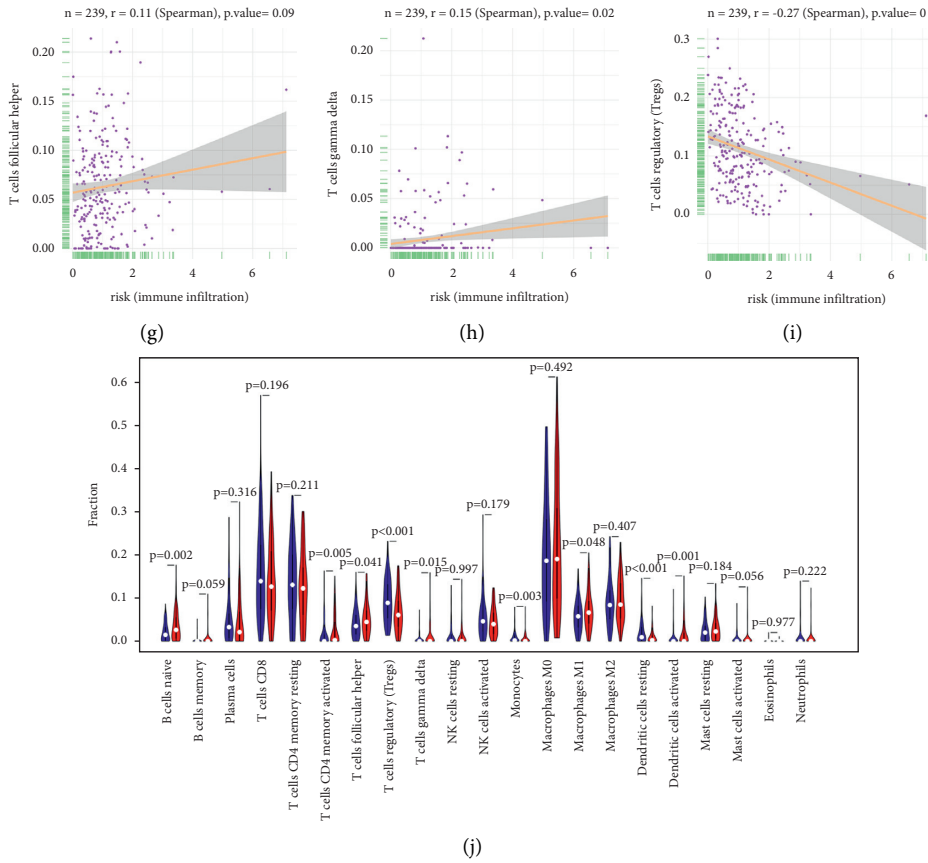 n = 239, r = 0.11 (Spearman), p.value= 0.09
T cells follicular helper
0.20
0.15
0.10
0.05
0.00
0 2 4 6
risk (immune infiltration)
(g)
n = 239, r = 0.15 (Spearman), p.value= 0.02
T cells gamma delta
0.20
0.15
0.10
0.05
0.00
0 2 4 6
risk (immune infiltration)
(h)
n = 239, r = -0.27 (Spearman), p.value= 0
T cells regulatory (Tregs)
0.3
0.2
0.1
0.0
0 2 4 6
risk (immune infiltration)
(i)
Fraction
0.6
0.5
0.4
0.3
0.2
0.1
0.0
p=0.002
p=0.059
p=0.316
p=0.196
p=0.211
p=0.005
p=0.041
p<0.001
p=0.015
p=0.997
p=0.179
p=0.003
p=0.492
p=0.048
p=0.407
p<0.001
p=0.001
p=0.184
p=0.056
p=0.977
p=0.222
B cells naive
B cells memory
Plasma cells
T cells CD8
T cells CD4 memory resting
T cells CD4 memory activated
T cells follicular helper
T cells regulatory (Tregs)
T cells gamma delta
NK cells resting
NK cells activated
Monocytes
Macrophages M0
Macrophages M1
Macrophages M2
Dendritic cells resting
Dendritic cells activated
Mast cells resting
Mast cells activated
Eosinophils
Neutrophils
(j)